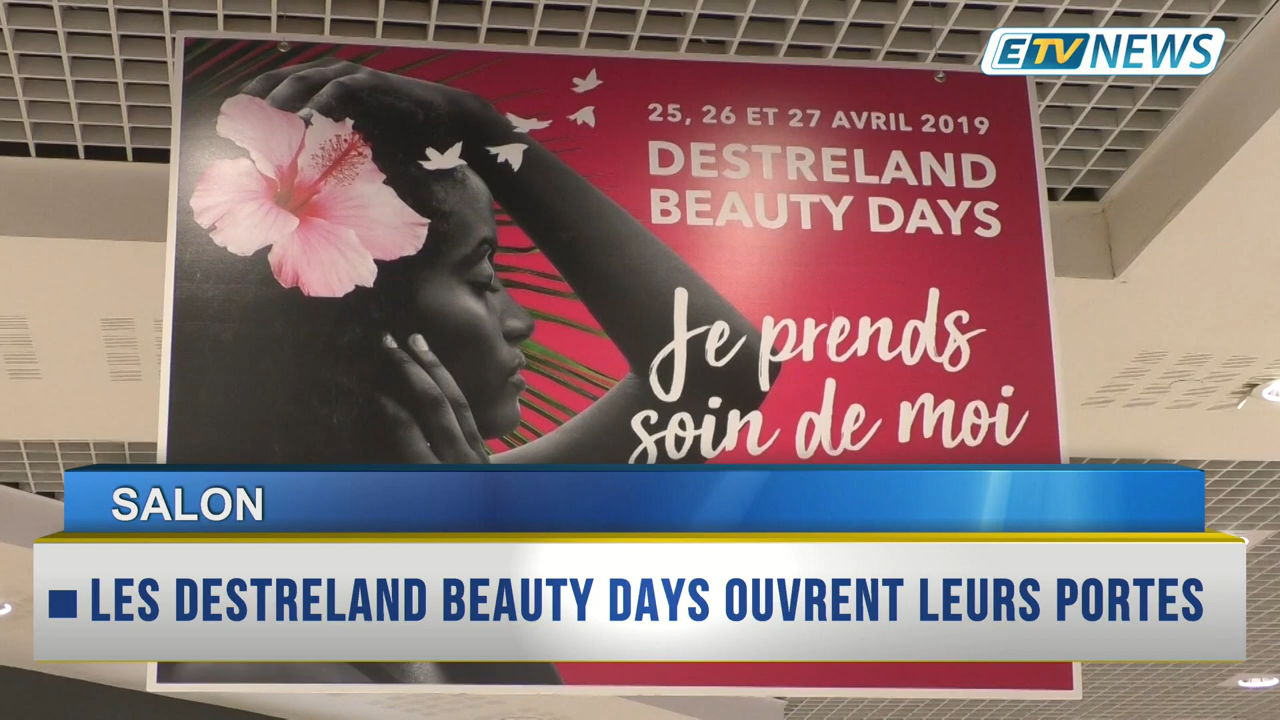 ETV NEWS
25, 26 ET 27 AVRIL 2019
DESTRELAND
BEAUTY DAYS
Je prends
soin de moi
SALON
LES DESTRELAND BEAUTY DAYS OUVRENT LEURS PORTES